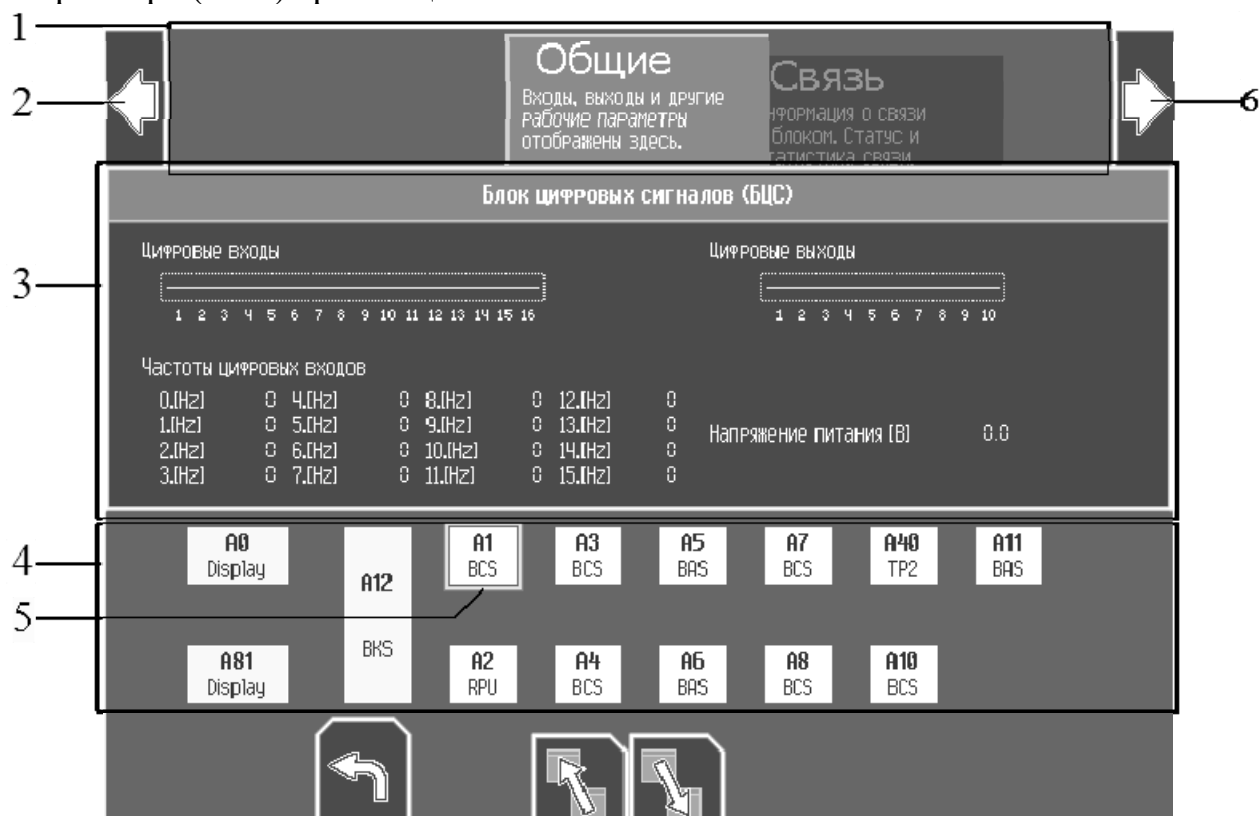 1
2
3
4
5
6
Общие
Входы, выходы и другие
рабочие параметры
отображены здесь.
Связь
нформация о связи
блоком. Статус и
татистика связи.
Блок цифровых сигналов (БЦС)
Цифровые входы
1 2 3 4 5 6 7 8 9 10 11 12 13 14 15 16
Цифровые выходы
1 2 3 4 5 6 7 8 9 10
Частоты цифровых входов
0.[Hz] 0 4.[Hz] 0 8.[Hz] 0 12.[Hz] 0
1.[Hz] 0 5.[Hz] 0 9.[Hz] 0 13.[Hz] 0
2.[Hz] 0 6.[Hz] 0 10.[Hz] 0 14.[Hz] 0
3.[Hz] 0 7.[Hz] 0 11.[Hz] 0 15.[Hz] 0
Напряжение питания [В] 0.0
A0
Display
A12
BKS
A1
BCS
A3
BCS
A5
BAS
A7
BCS
A40
TP2
A11
BAS
A81
Display
A2
RPU
A4
BCS
A6
BAS
A8
BCS
A10
BCS